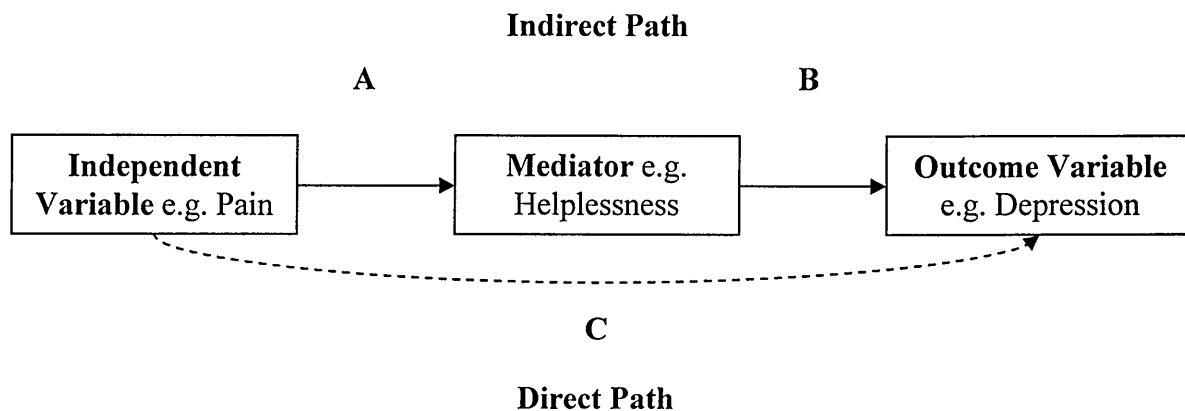 Indirect Path
A
B
Independent
Variable e.g. Pain
Mediator e.g.
Helplessness
Outcome Variable
e.g. Depression
C
Direct Path